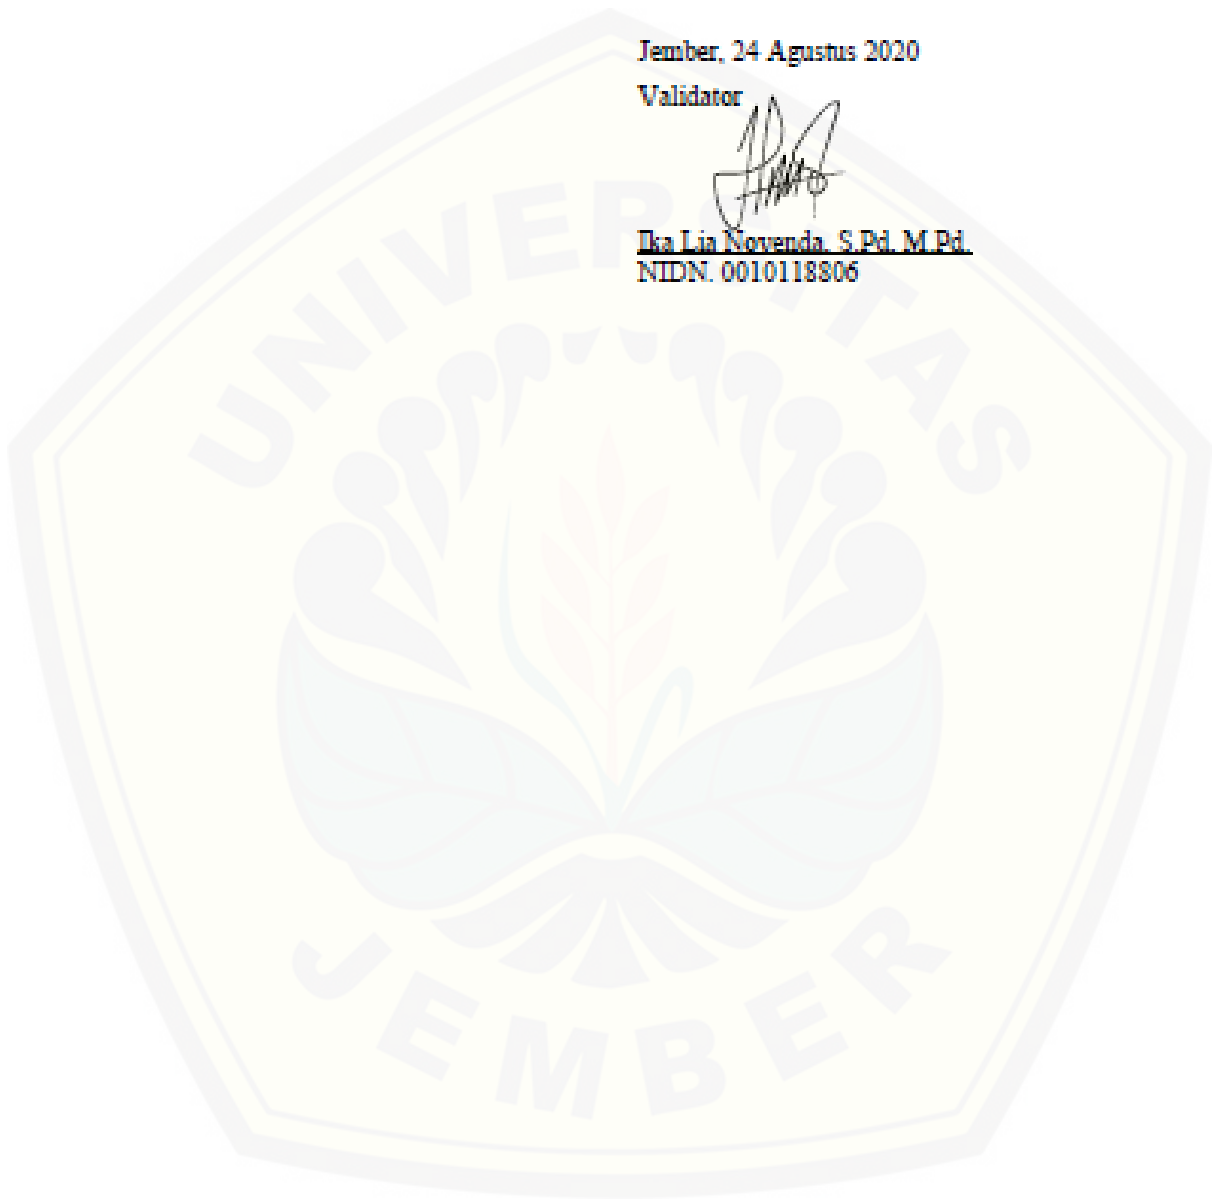 Jember, 24 Agustus 2020
Validator
Ika Lia Novenda, S.Pd. M.Pd.
NIDN. 0010118806
UNIVERSITAS
JEMBER